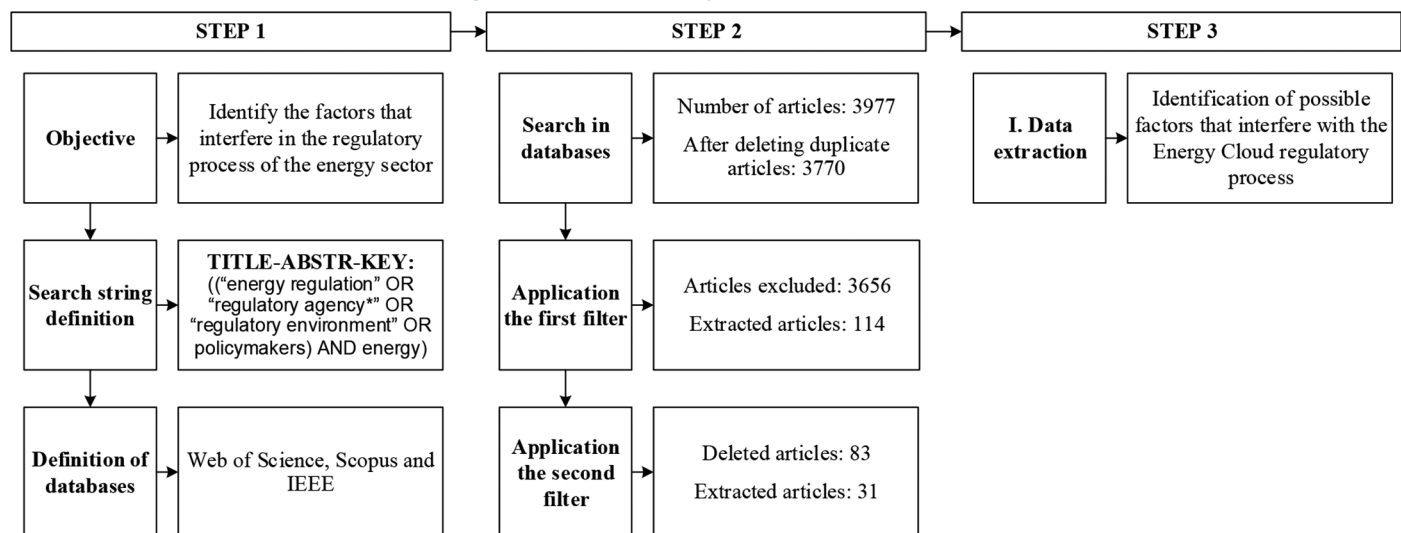 STEP 1
STEP 2
STEP 3
Objective
Identify the factors that
interfere in the regulatory
process of the energy sector
Search string
definition
TITLE-ABSTR-KEY:
((“energy regulation” OR
“regulatory agency*” OR
“regulatory environment” OR
policymakers) AND energy)
Definition of
databases
Web of Science, Scopus and
IEEE
Search in
databases
Number of articles: 3977
After deleting duplicate
articles: 3770
Application
the first filter
Articles excluded: 3656
Extracted articles: 114
Application
the second
filter
Deleted articles: 83
Extracted articles: 31
I. Data
extraction
Identification of possible
factors that interfere with the
Energy Cloud regulatory
process